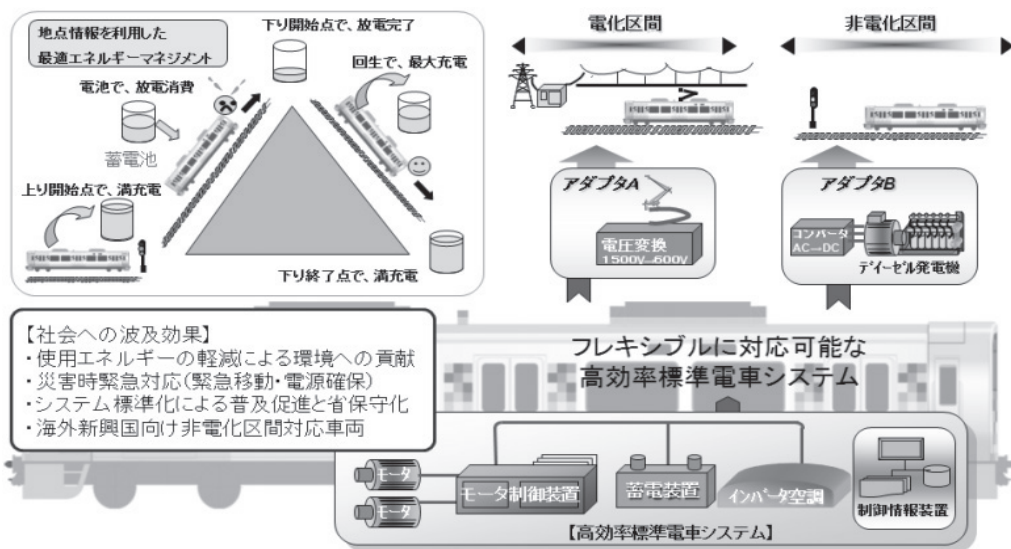 地点情報を利用した
最適エネルギーマネジメント
下り開始点で、放電完了
回生で、最大充電
電池で、放電消費
蓄電池
上り開始点で、満充電
下り終了点で、満充電
電化区間
非電化区間
アダプタA
電圧変換
1500V→600V
アダプタB
コンバータ
AC→DC
ディーゼル発電機
【社会への波及効果】
・使用エネルギーの軽減による環境への貢献
・災害時緊急対応(緊急移動・電源確保)
・システム標準化による普及促進と省保守化
・海外新興国向け非電化区間対応車両
フレキシブルに対応可能な
高効率標準電車システム
モータ
モータ
モータ制御装置
蓄電装置
インバータ空調
制御情報装置
【高効率標準電車システム】